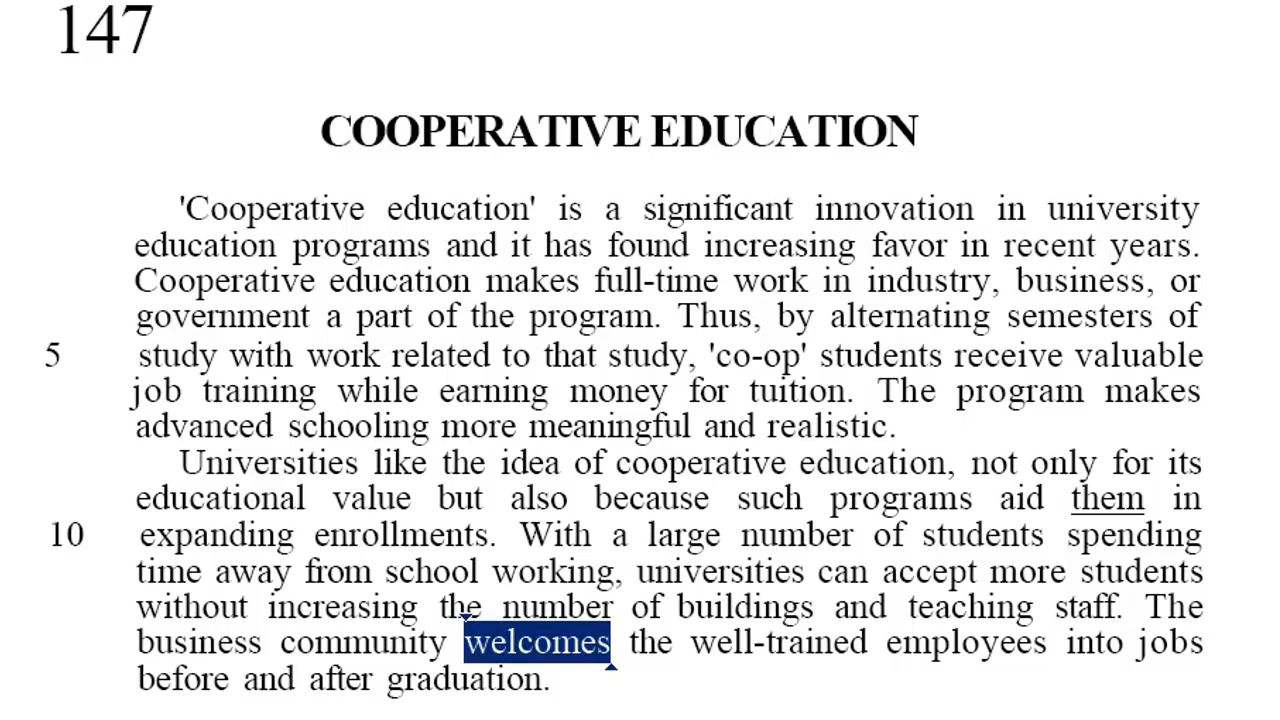 147
COOPERATIVE EDUCATION
'Cooperative education' is a significant innovation in university
education programs and it has found increasing favor in recent years.
Cooperative education makes full-time work in industry, business, or
government a part of the program. Thus, by alternating semesters of
5 study with work related to that study, 'co-op' students receive valuable
job training while earning money for tuition. The program makes
advanced schooling more meaningful and realistic.
Universities like the idea of cooperative education, not only for its
educational value but also because such programs aid them in
10 expanding enrollments. With a large number of students spending
time away from school working, universities can accept more students
without increasing the number of buildings and teaching staff. The
business community welcomes the well-trained employees into jobs
before and after graduation.